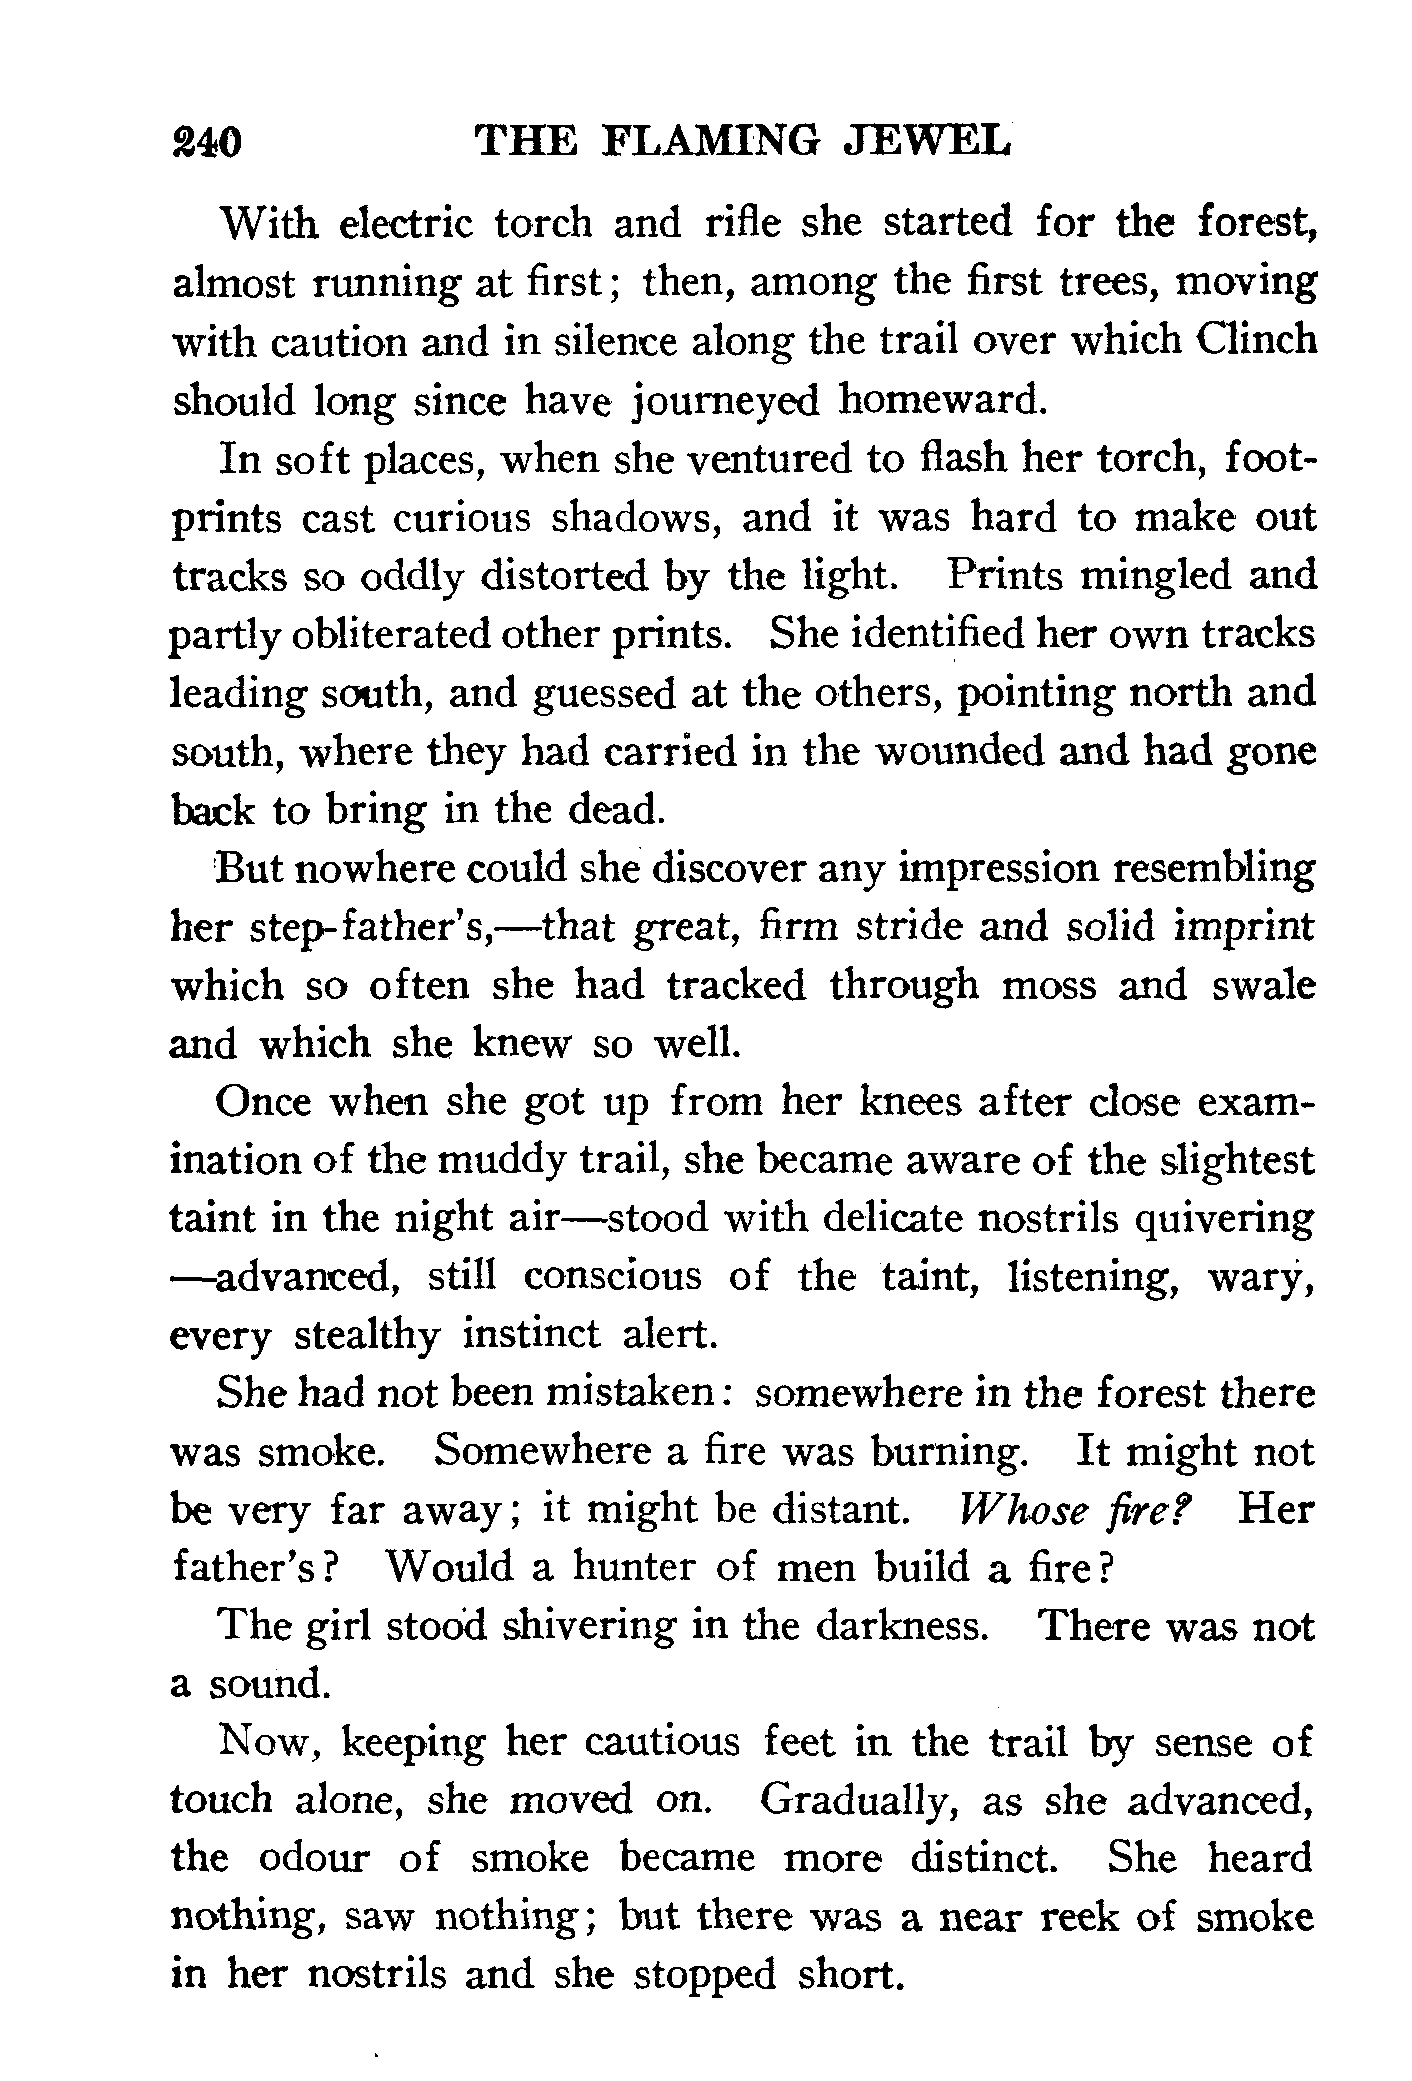 240 THE FLAMING JEWEL
With electric torch and rifle she started for the forest,
almost running at first; then, among the first trees, moving
with caution and in silence along the trail over which Clinch
should long since have journeyed homeward.
In soft places, when she ventured to flash her torch, foot-
prints cast curious shadows, and it was hard to make out
tracks so oddly distorted by the light. Prints mingled and
partly obliterated other prints. She identified her own tracks
leading south, and guessed at the others, pointing north and
south, where they had carried in the wounded and had gone
back to bring in the dead.
But nowhere could she discover any impression resembling
her step-father's,—that great, firm stride and solid imprint
which so often she had tracked through moss and swale
and which she knew so well.
Once when she got up from her knees after close exam-
ination of the muddy trail, she became aware of the slightest
taint in the night air—stood with delicate nostrils quivering
—advanced, still conscious of the taint, listening, wary,
every stealthy instinct alert.
She had not been mistaken: somewhere in the forest there
was smoke. Somewhere a fire was burning. It might not
be very far away; it might be distant. Whose fire? Her
father's? Would a hunter of men build a fire?
The girl stood shivering in the darkness. There was not
a sound.
Now, keeping her cautious feet in the trail by sense of
touch alone, she moved on. Gradually, as she advanced,
the odour of smoke became more distinct. She heard
nothing, saw nothing; but there was a near reek of smoke
in her nostrils and she stopped short.